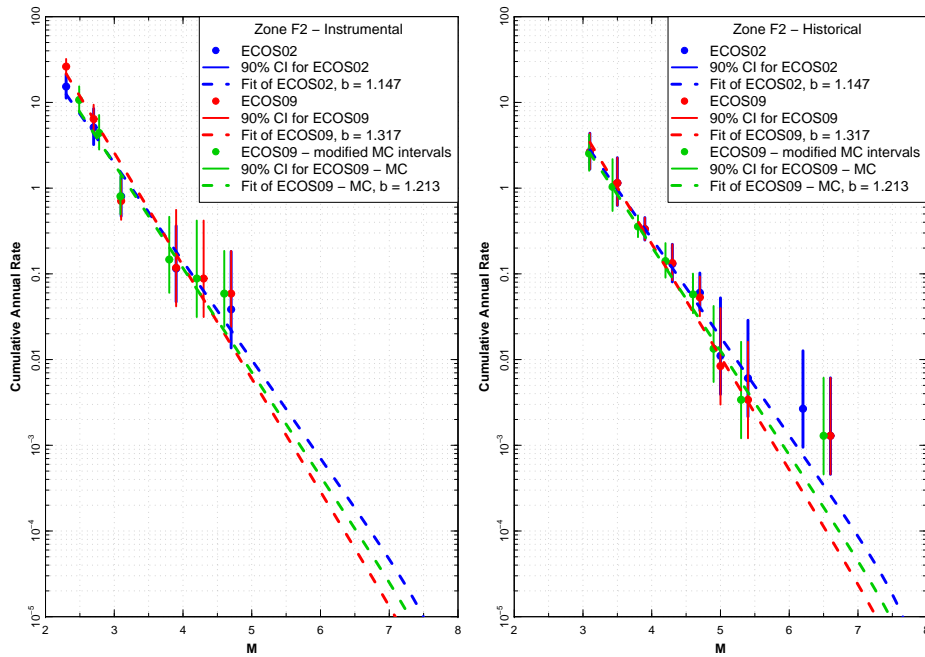 Zone F2 – Instrumental
ECOS02
90% CI for ECOS02
Fit of ECOS02, b = 1.147
ECOS09
90% CI for ECOS09
Fit of ECOS09, b = 1.317
ECOS09 – modified MC intervals
90% CI for ECOS09 – MC
Fit of ECOS09 – MC, b = 1.213
Cumulative Annual Rate
100
10
1
0.1
0.01
10⁻³
10⁻⁴
10⁻⁵
2 3 4 5 6 7 8
M
Zone F2 – Historical
ECOS02
90% CI for ECOS02
Fit of ECOS02, b = 1.147
ECOS09
90% CI for ECOS09
Fit of ECOS09, b = 1.317
ECOS09 – modified MC intervals
90% CI for ECOS09 – MC
Fit of ECOS09 – MC, b = 1.213
Cumulative Annual Rate
100
10
1
0.1
0.01
10⁻³
10⁻⁴
10⁻⁵
2 3 4 5 6 7 8
M